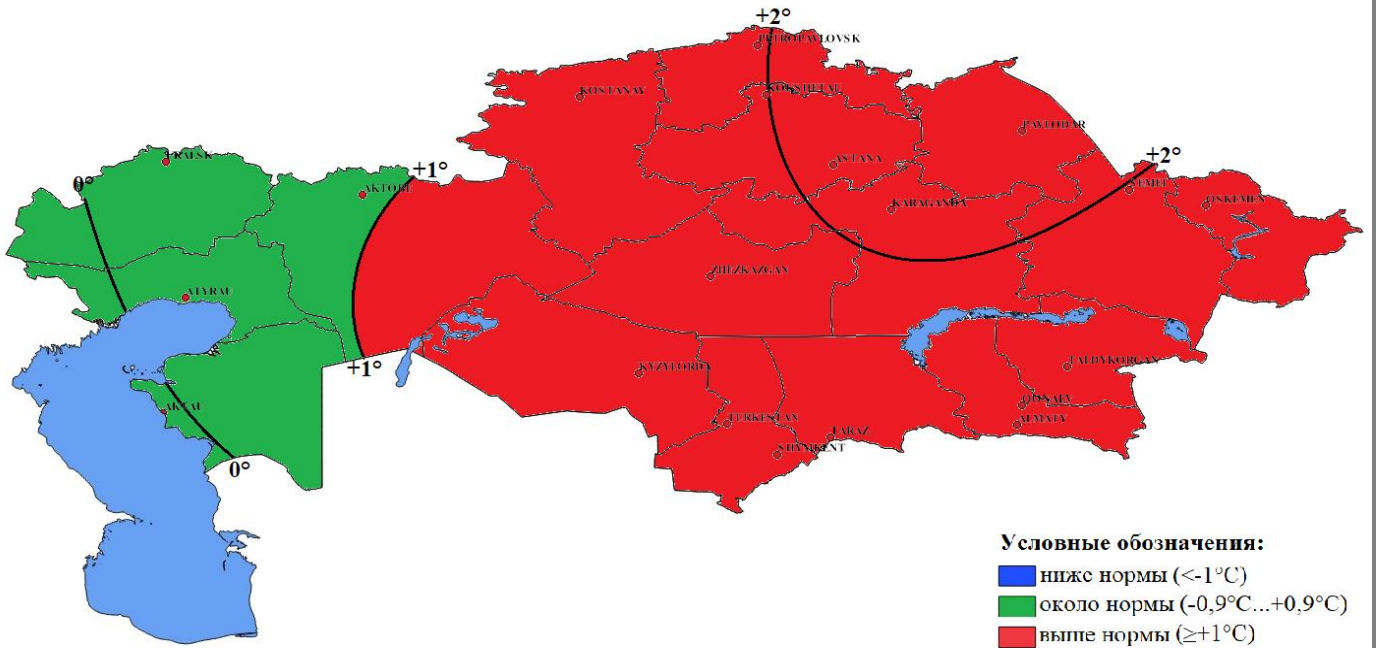 +2°
PETROPAVLOVSK
KOSTANAY
KOKSHETAU
PAVLODAR
URALSK
ASTANA
+2°
0°
+1°
AKTOBE
SEMEY
KARAGANDA
OSKEMEN
ZHEZKAZGAN
ATYRAU
+1°
TALDYKORGAN
KYZYLORDA
AKTAU
QONAEV
TURKESTAN
ALMATY
TARAZ
SHYMKENT
0°
Условные обозначения:
ниже нормы (<-1°C)
около нормы (-0,9°C...+0,9°C)
выше нормы (≥+1°C)